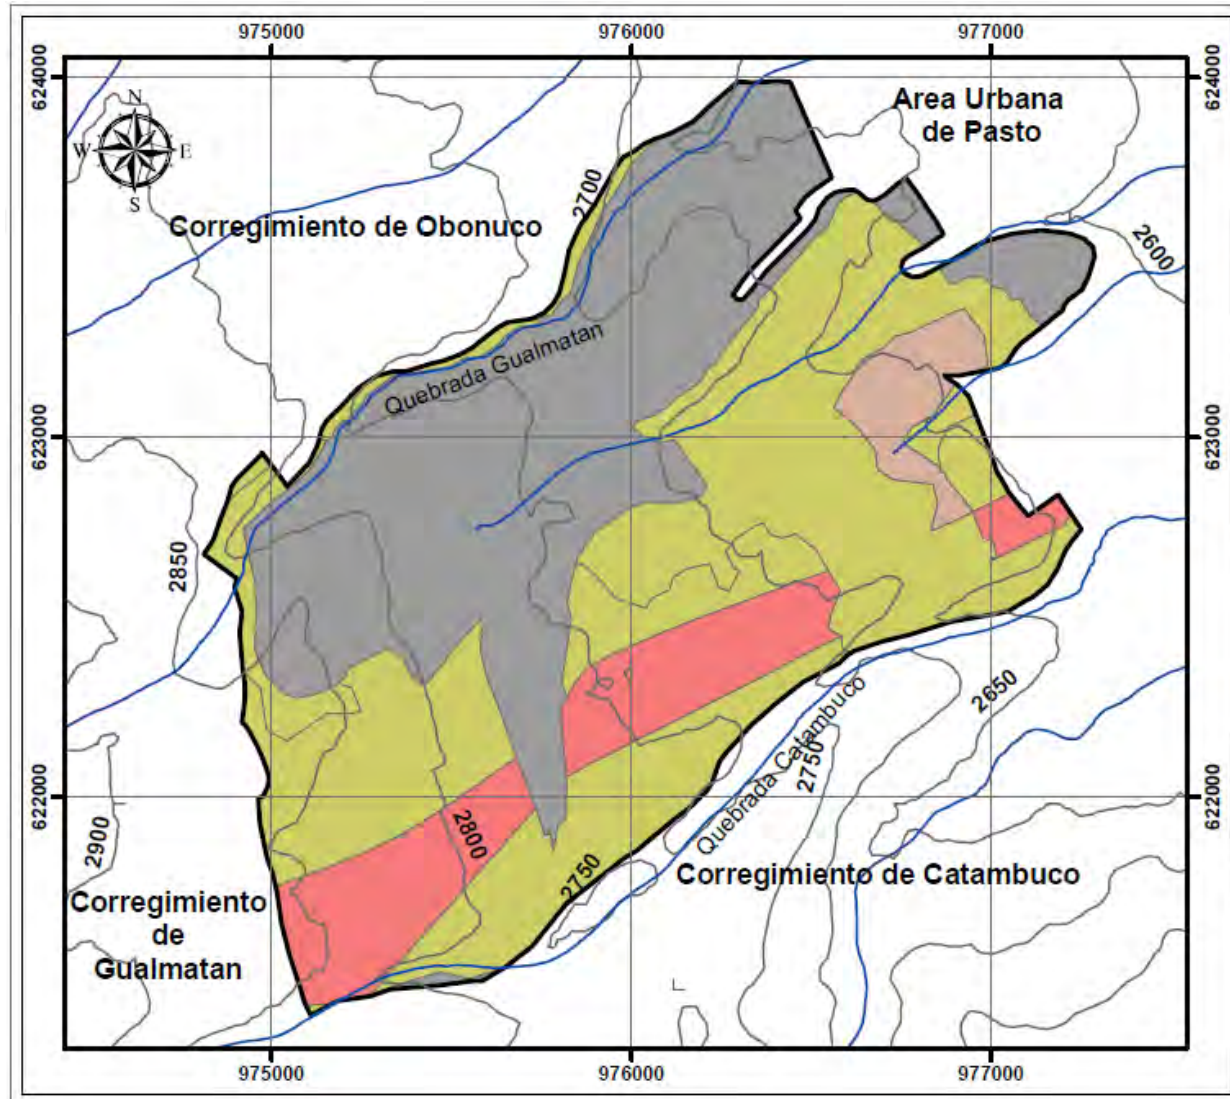 975000
976000
977000
624000
624000
N
W
E
S
Area Urbana
de Pasto
2700
Corregimiento de Obonuco
2600
Quebrada Gualmatan
623000
623000
2850
2650
Quebrada Catambuco
2750
622000
622000
2800
2900
2750
Corregimiento de Catambuco
Corregimiento
de
Gualmatan
975000
976000
977000